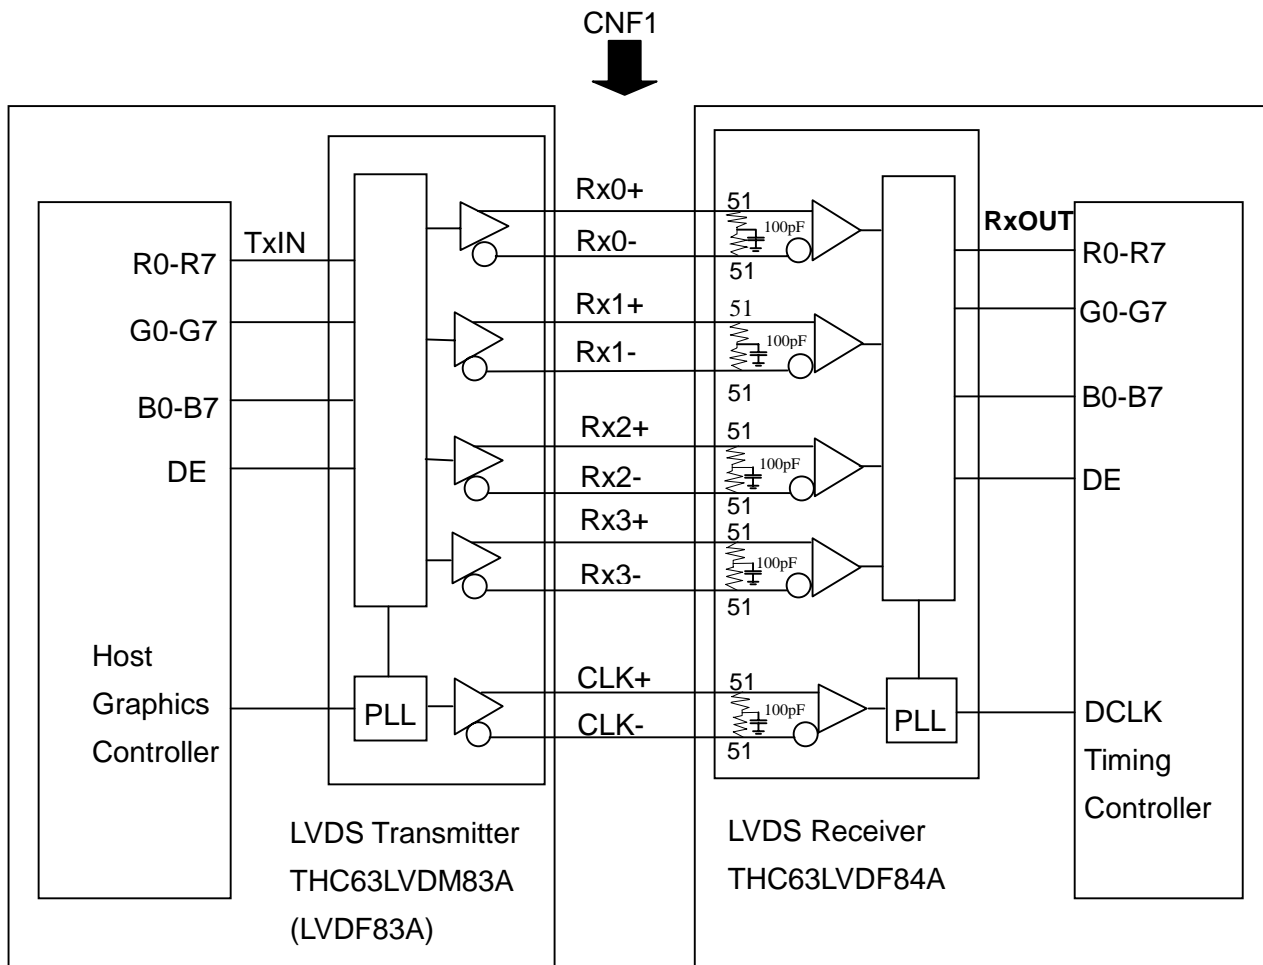 CNF1
TxIN
R0-R7
G0-G7
B0-B7
DE
Host
Graphics
Controller
PLL
LVDS Transmitter
THC63LVDM83A
(LVDF83A)
Rx0+
Rx0-
Rx1+
Rx1-
Rx2+
Rx2-
Rx3+
Rx3-
CLK+
CLK-
51
100pF
51
51
100pF
51
51
100pF
51
51
100pF
51
51
100pF
51
PLL
LVDS Receiver
THC63LVDF84A
RxOUT
R0-R7
G0-G7
B0-B7
DE
DCLK
Timing
Controller